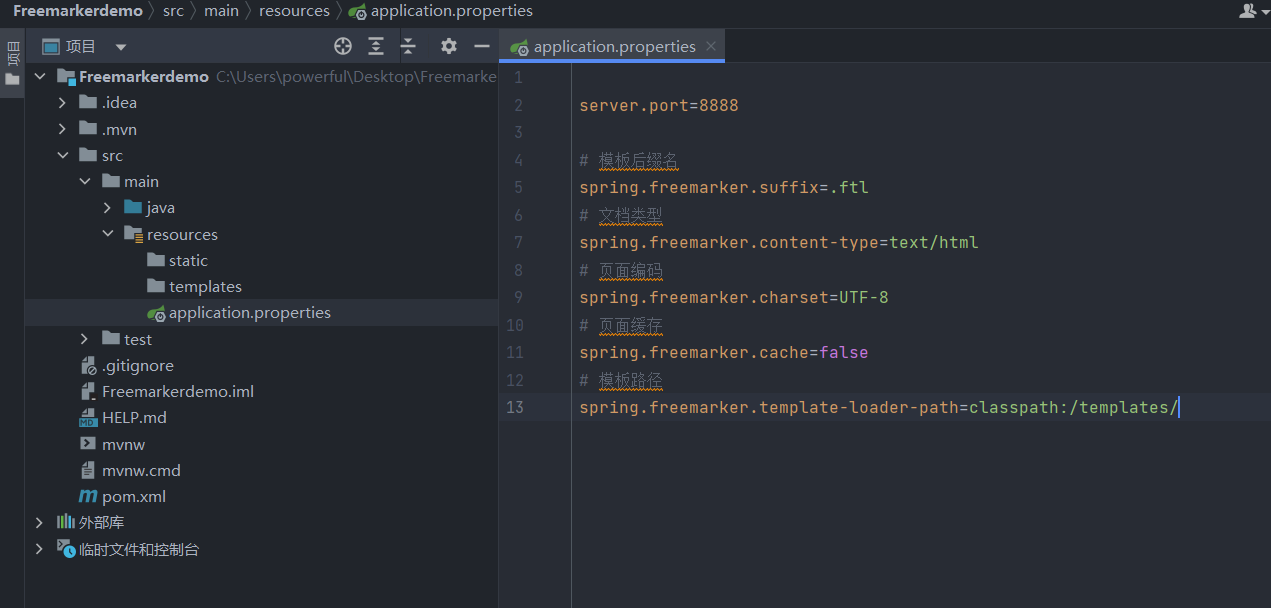 Freemarkerdemo 〉 src 〉 main 〉 resources 〉 application.properties
项目
项目
application.properties
Freemarkerdemo C:\Users\powerful\Desktop\Freemarke
.idea
.mvn
src
main
java
resources
static
templates
application.properties
test
.gitignore
Freemarkerdemo.iml
HELP.md
mvnw
mvnw.cmd
pom.xml
外部库
临时文件和控制台
1
2 server.port=8888
3
4 # 模板后缀名
5 spring.freemarker.suffix=.ftl
6 # 文档类型
7 spring.freemarker.content-type=text/html
8 # 页面编码
9 spring.freemarker.charset=UTF-8
10 # 页面缓存
11 spring.freemarker.cache=false
12 # 模板路径
13 spring.freemarker.template-loader-path=classpath:/templates/